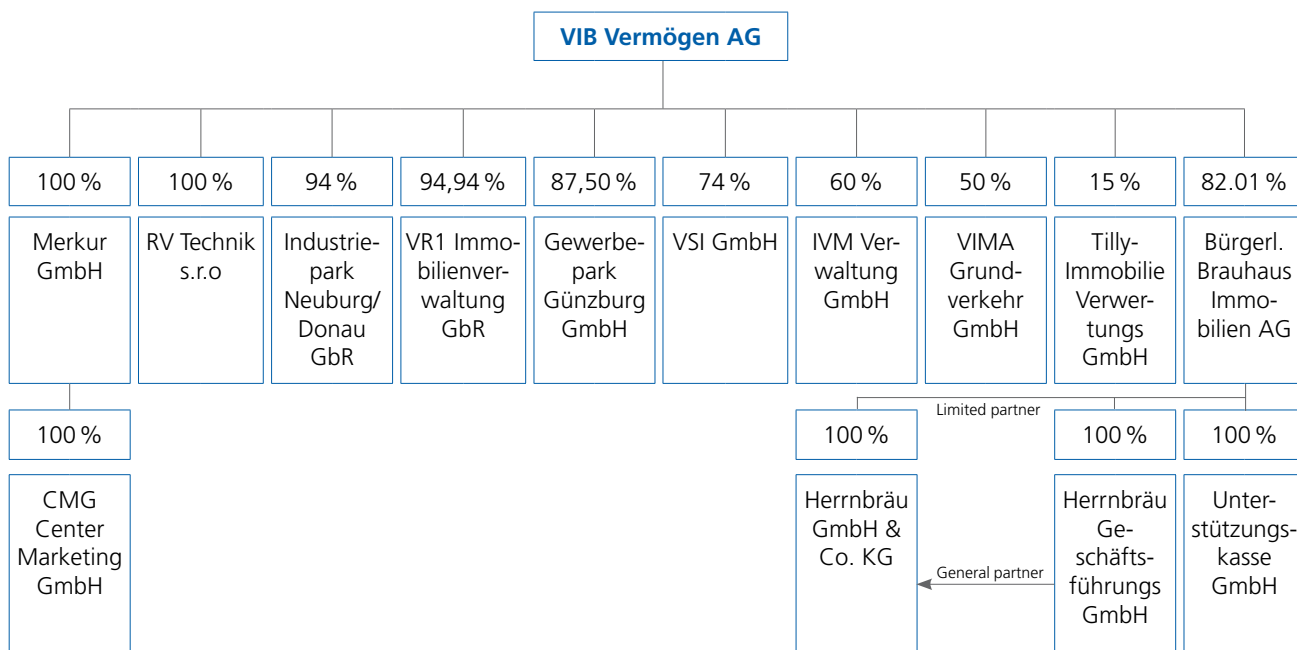 VIB Vermögen AG
100 %
100 %
94 %
94,94 %
87,50 %
74 %
60 %
50 %
15 %
82.01 %
Merkur
GmbH
RV Technik
s.r.o
Industrie-
park
Neuburg/
Donau
GbR
VR1 Immo-
bilienver-
waltung
GbR
Gewerbe-
park
Günzburg
GmbH
VSI GmbH
IVM Ver-
waltung
GmbH
VIMA
Grund-
verkehr
GmbH
Tilly-
Immobilie
Verwer-
tungs
GmbH
Bürgerl.
Brauhaus
Immo-
bilien AG
Limited partner
100 %
100 %
100 %
100 %
CMG
Center
Marketing
GmbH
Herrnbräu
GmbH &
Co. KG
General partner
Herrnbräu
Ge-
schäfts-
führungs
GmbH
Unter-
stützungs-
kasse
GmbH